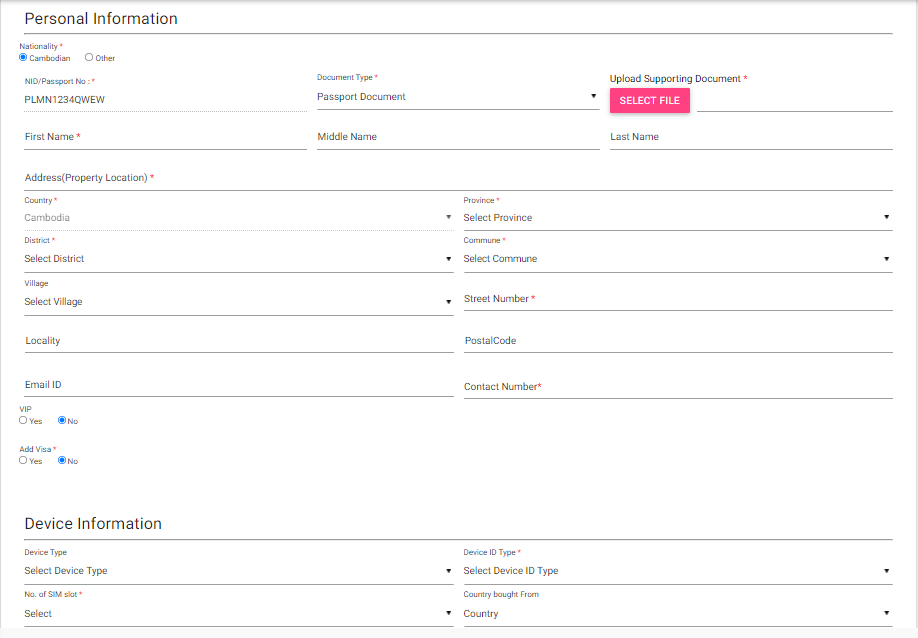 Personal Information
Nationality *
Cambodian Other
NID/Passport No : * Document Type * Upload Supporting Document *
PLMN1234QWEW Passport Document SELECT FILE
First Name * Middle Name Last Name
Address(Property Location) *
Country * Province *
Cambodia Select Province
District * Commune *
Select District Select Commune
Village
Select Village Street Number *
Locality PostalCode
Email ID Contact Number*
VIP
Yes No
Add Visa *
Yes No
Device Information
Device Type Device ID Type *
Select Device Type Select Device ID Type
No. of SIM slot * Country bought From
Select Country